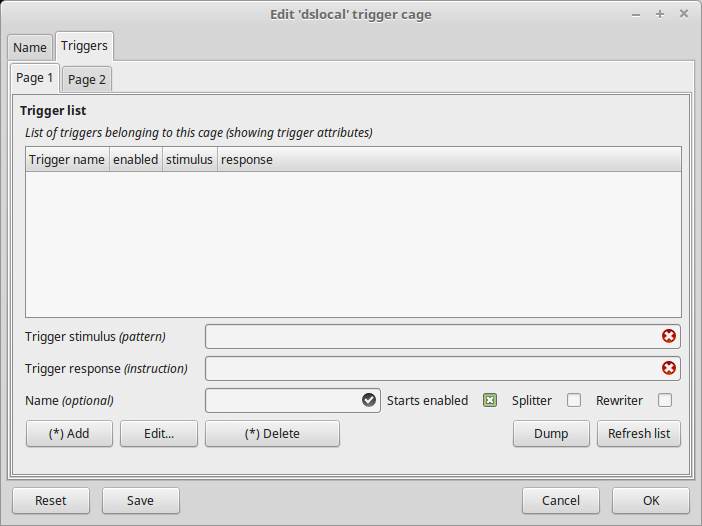 Edit 'dslocal' trigger cage
Name Triggers
Page 1 Page 2
Trigger list
List of triggers belonging to this cage (showing trigger attributes)
Trigger name enabled stimulus response
Trigger stimulus (pattern)
Trigger response (instruction)
Name (optional) Starts enabled Splitter Rewriter
(*) Add Edit... (*) Delete Dump Refresh list
Reset Save Cancel OK